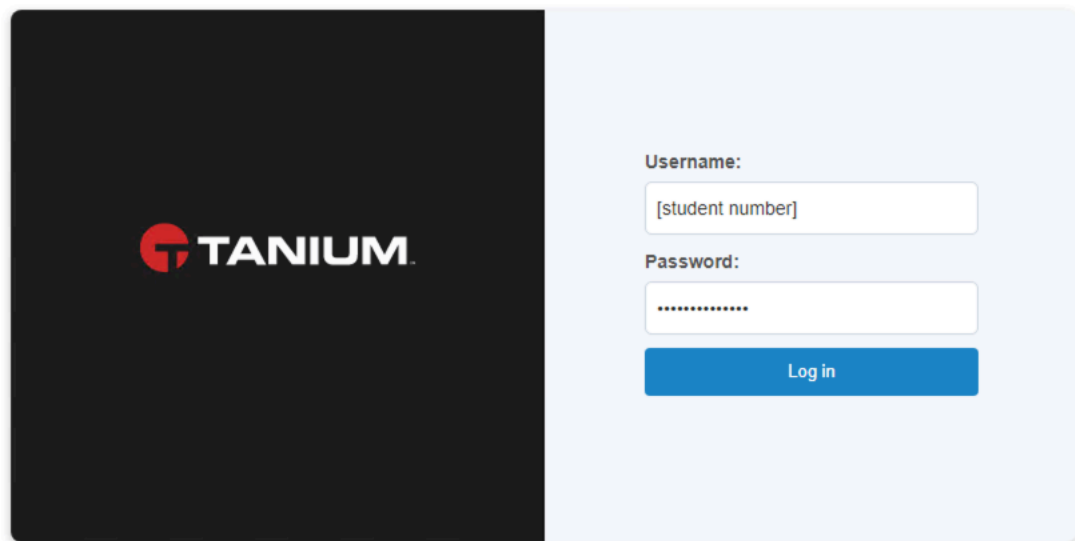 TANIUM
Username:
[student number]
Password:
••••••••••••••
Log in